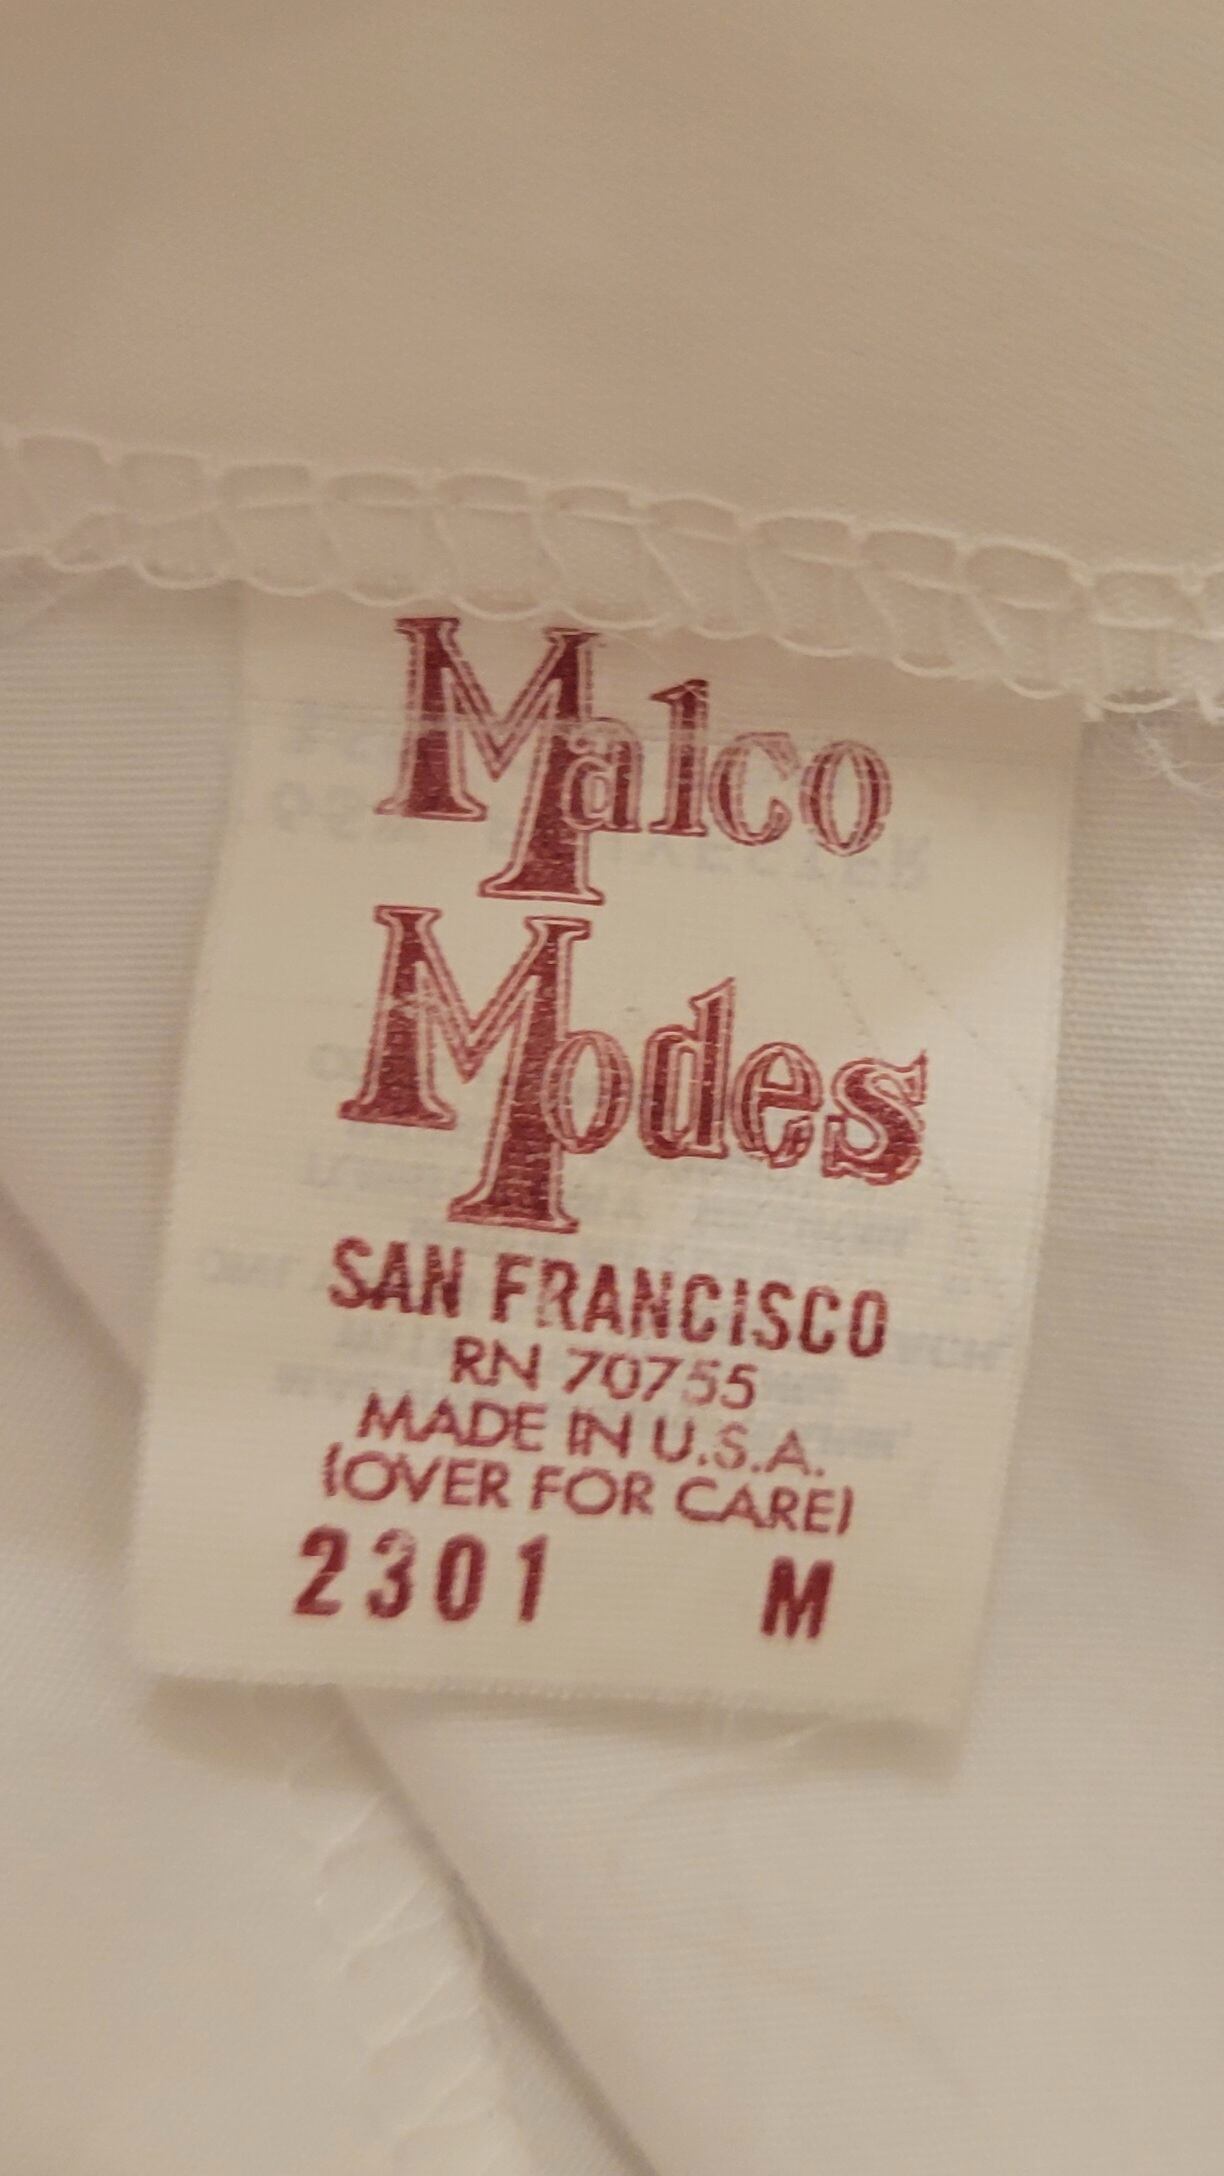 Malco
Modes
SAN FRANCISCO
RN 70755
MADE IN U.S.A.
(OVER FOR CARE)
2301 M